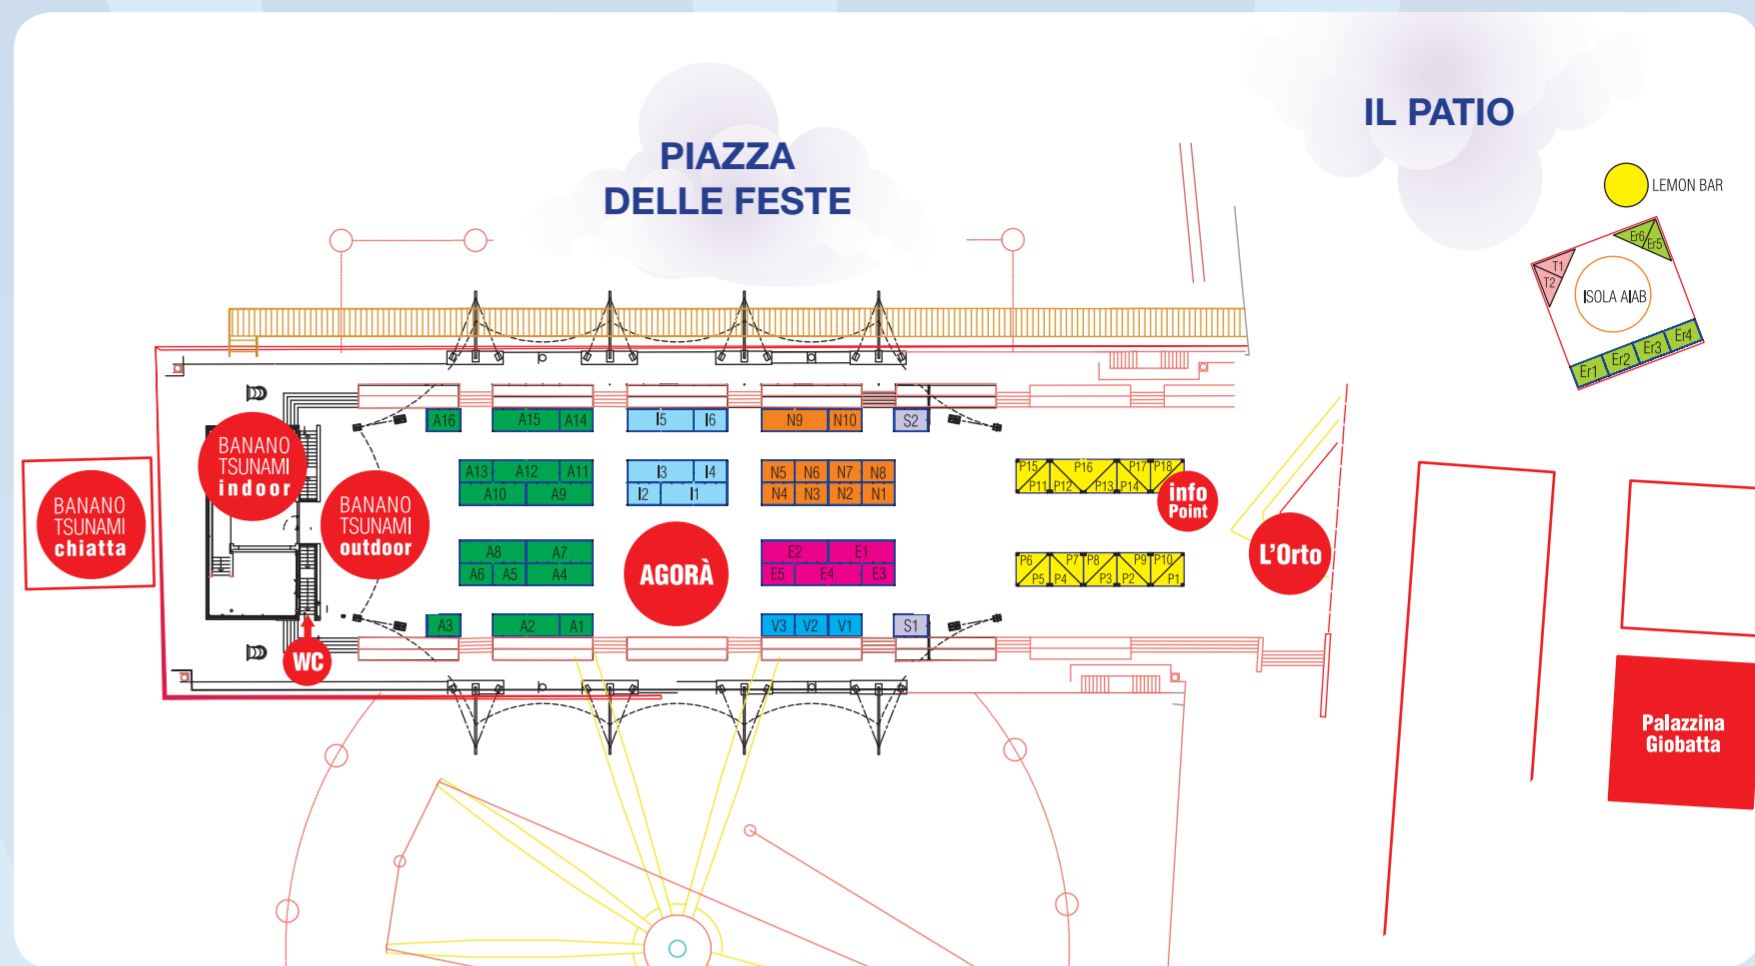 IL PATIO
PIAZZA
DELLE FESTE
LEMON BAR
Er6
Er5
T1
T2
ISOLA AIAB
Er1
Er2
Er3
Er4
A16
A15
A14
I5
I6
N9
N10
S2
BANANO
TSUNAMI
indoor
A13
A12
A11
I3
I4
N5
N6
N7
N8
P15
P16
P17
P18
A10
A9
I2
I1
N4
N3
N2
N1
P11
P12
P13
P14
info
Point
BANANO
TSUNAMI
chiatta
BANANO
TSUNAMI
outdoor
A8
A7
E2
E1
P6
P7
P8
P9
P10
L'Orto
A6
A5
A4
AGORÀ
E5
E4
E3
P5
P4
P3
P2
P1
A3
A2
A1
V3
V2
V1
S1
WC
Palazzina
Giobatta